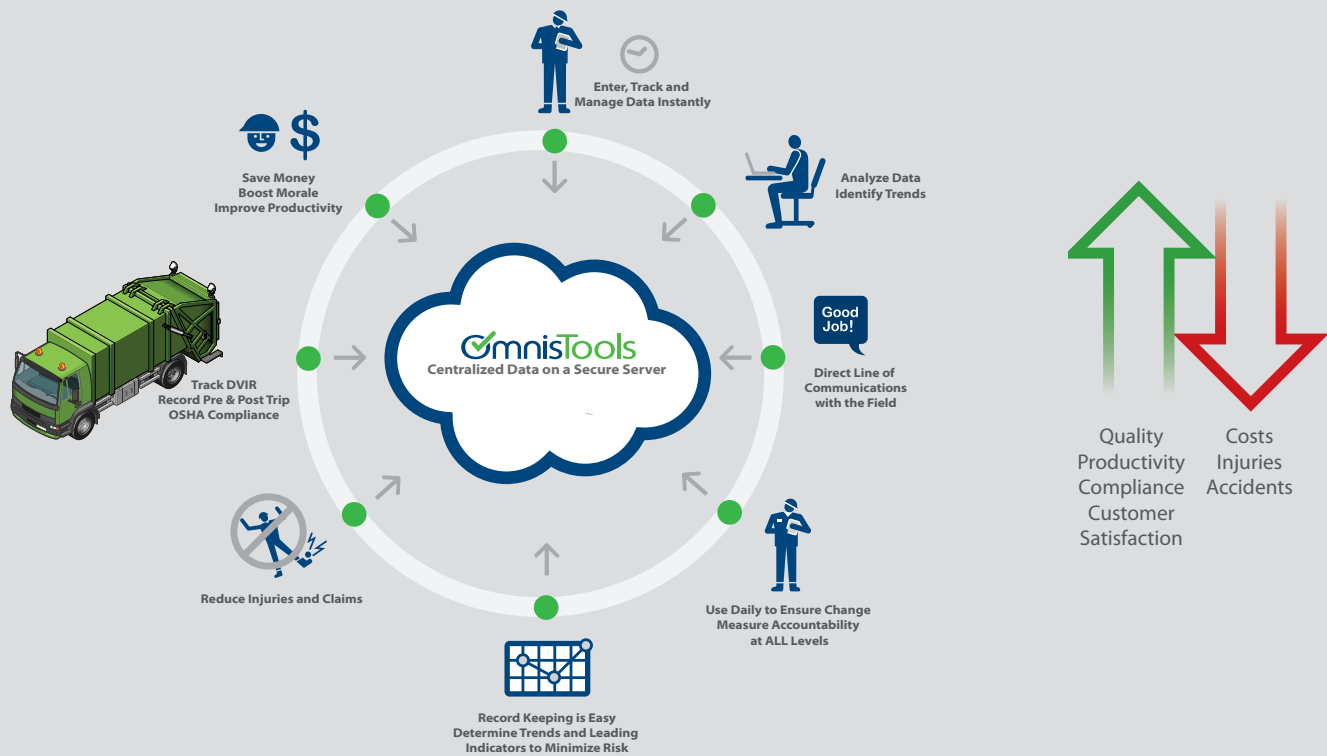 Enter, Track and
Manage Data Instantly
$
Save Money
Boost Morale
Improve Productivity
Analyze Data
Identify Trends
Good
Job!
Direct Line of
Communications
with the Field
OmnisTools
Centralized Data on a Secure Server
Track DVIR
Record Pre & Post Trip
OSHA Compliance
Reduce Injuries and Claims
Use Daily to Ensure Change
Measure Accountability
at ALL Levels
Record Keeping is Easy
Determine Trends and Leading
Indicators to Minimize Risk
Quality
Productivity
Compliance
Customer
Satisfaction
Costs
Injuries
Accidents